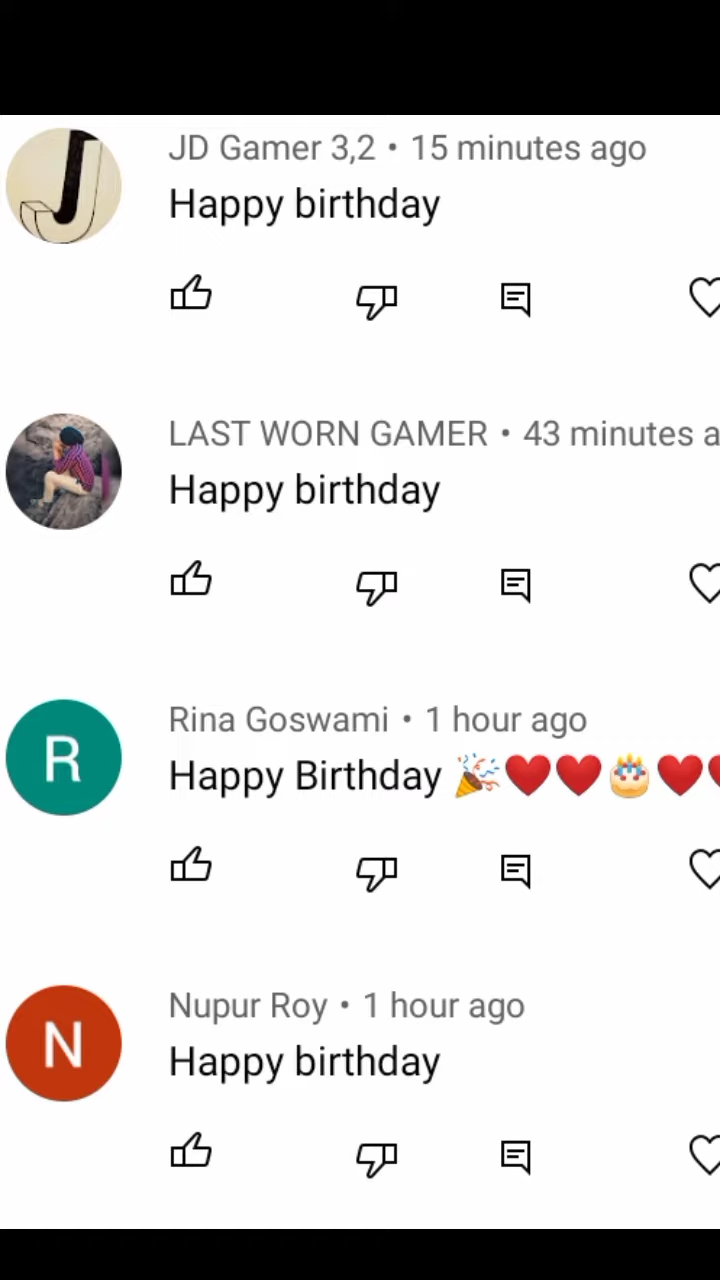 JD Gamer 3,2 • 15 minutes ago
Happy birthday
LAST WORN GAMER • 43 minutes a
Happy birthday
R
Rina Goswami • 1 hour ago
Happy Birthday 🎉❤️❤️🎂❤️❤️
N
Nupur Roy • 1 hour ago
Happy birthday